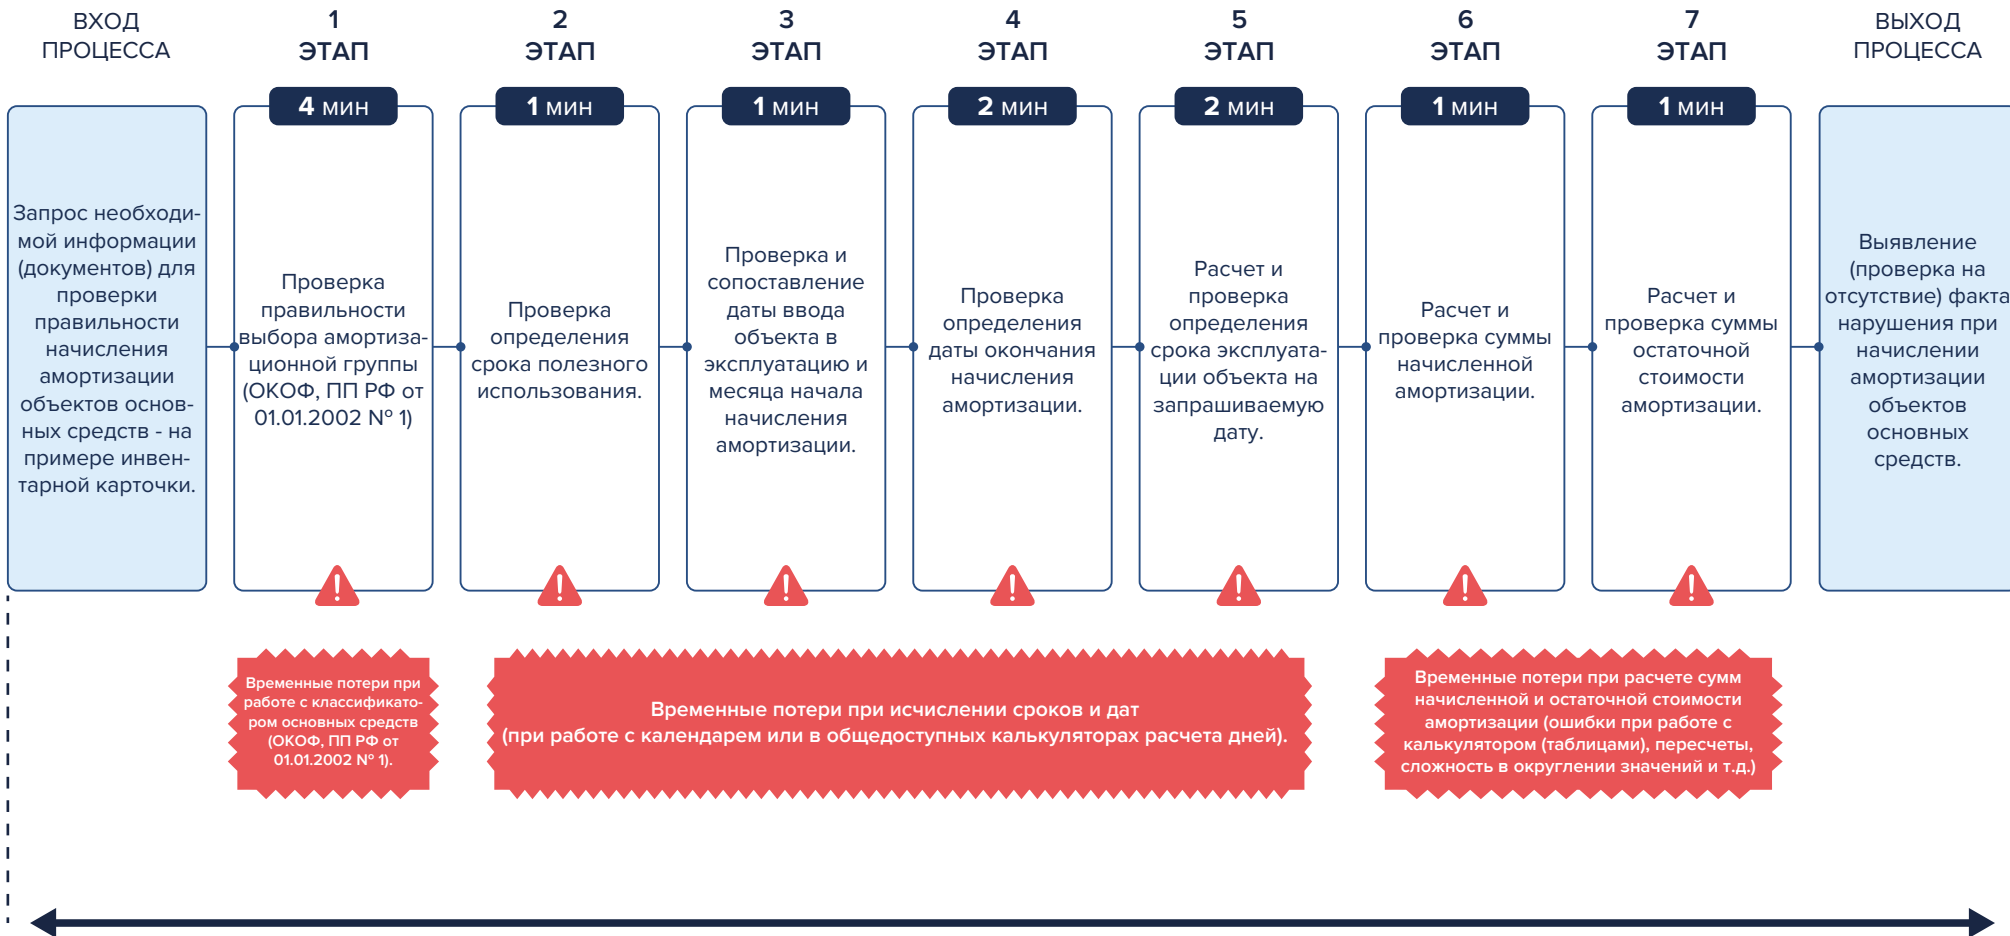 ВХОД
ПРОЦЕССА
1
ЭТАП
2
ЭТАП
3
ЭТАП
4
ЭТАП
5
ЭТАП
6
ЭТАП
7
ЭТАП
ВЫХОД
ПРОЦЕССА
Запрос необходи-
мой информации
(документов) для
проверки
правильности
начисления
амортизации
объектов основ-
ных средств - на
примере инвен-
тарной карточки.
4 мин
Проверка
правильности
выбора амортиза-
ционной группы
(ОКОФ, ПП РФ от
01.01.2002 № 1)
1 мин
Проверка
определения
срока полезного
использования.
1 мин
Проверка и
сопоставление
даты ввода
объекта в
эксплуатацию и
месяца начала
начисления
амортизации.
2 мин
Проверка
определения
даты окончания
начисления
амортизации.
2 мин
Расчет и
проверка
определения
срока эксплуата-
ции объекта на
запрашиваемую
дату.
1 мин
Расчет и
проверка суммы
начисленной
амортизации.
1 мин
Расчет и
проверка суммы
остаточной
стоимости
амортизации.
Выявление
(проверка на
отсутствие) факта
нарушения при
начислении
амортизации
объектов
основных
средств.
Временные потери при
работе с классификато-
ром основных средств
(ОКОФ, ПП РФ от
01.01.2002 № 1).
Временные потери при исчислении сроков и дат
(при работе с календарем или в общедоступных калькуляторах расчета дней).
Временные потери при расчете сумм
начисленной и остаточной стоимости
амортизации (ошибки при работе с
калькулятором (таблицами), пересчеты,
сложность в округлении значений и т.д.)